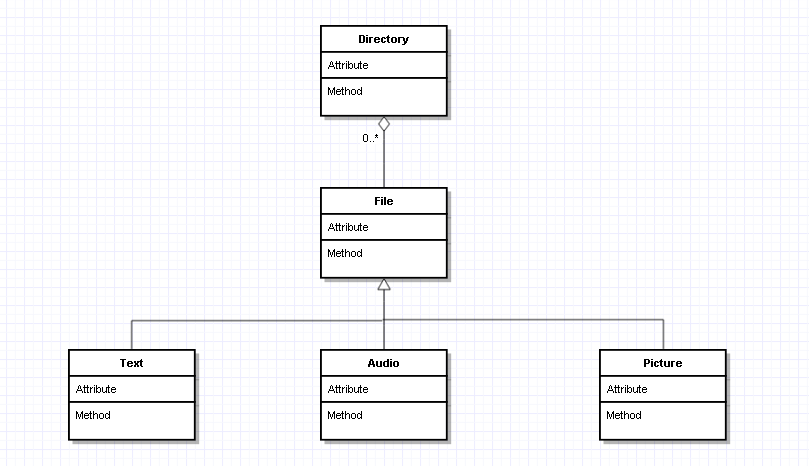 Directory
Attribute
Method
0..*
File
Attribute
Method
Text
Attribute
Method
Audio
Attribute
Method
Picture
Attribute
Method